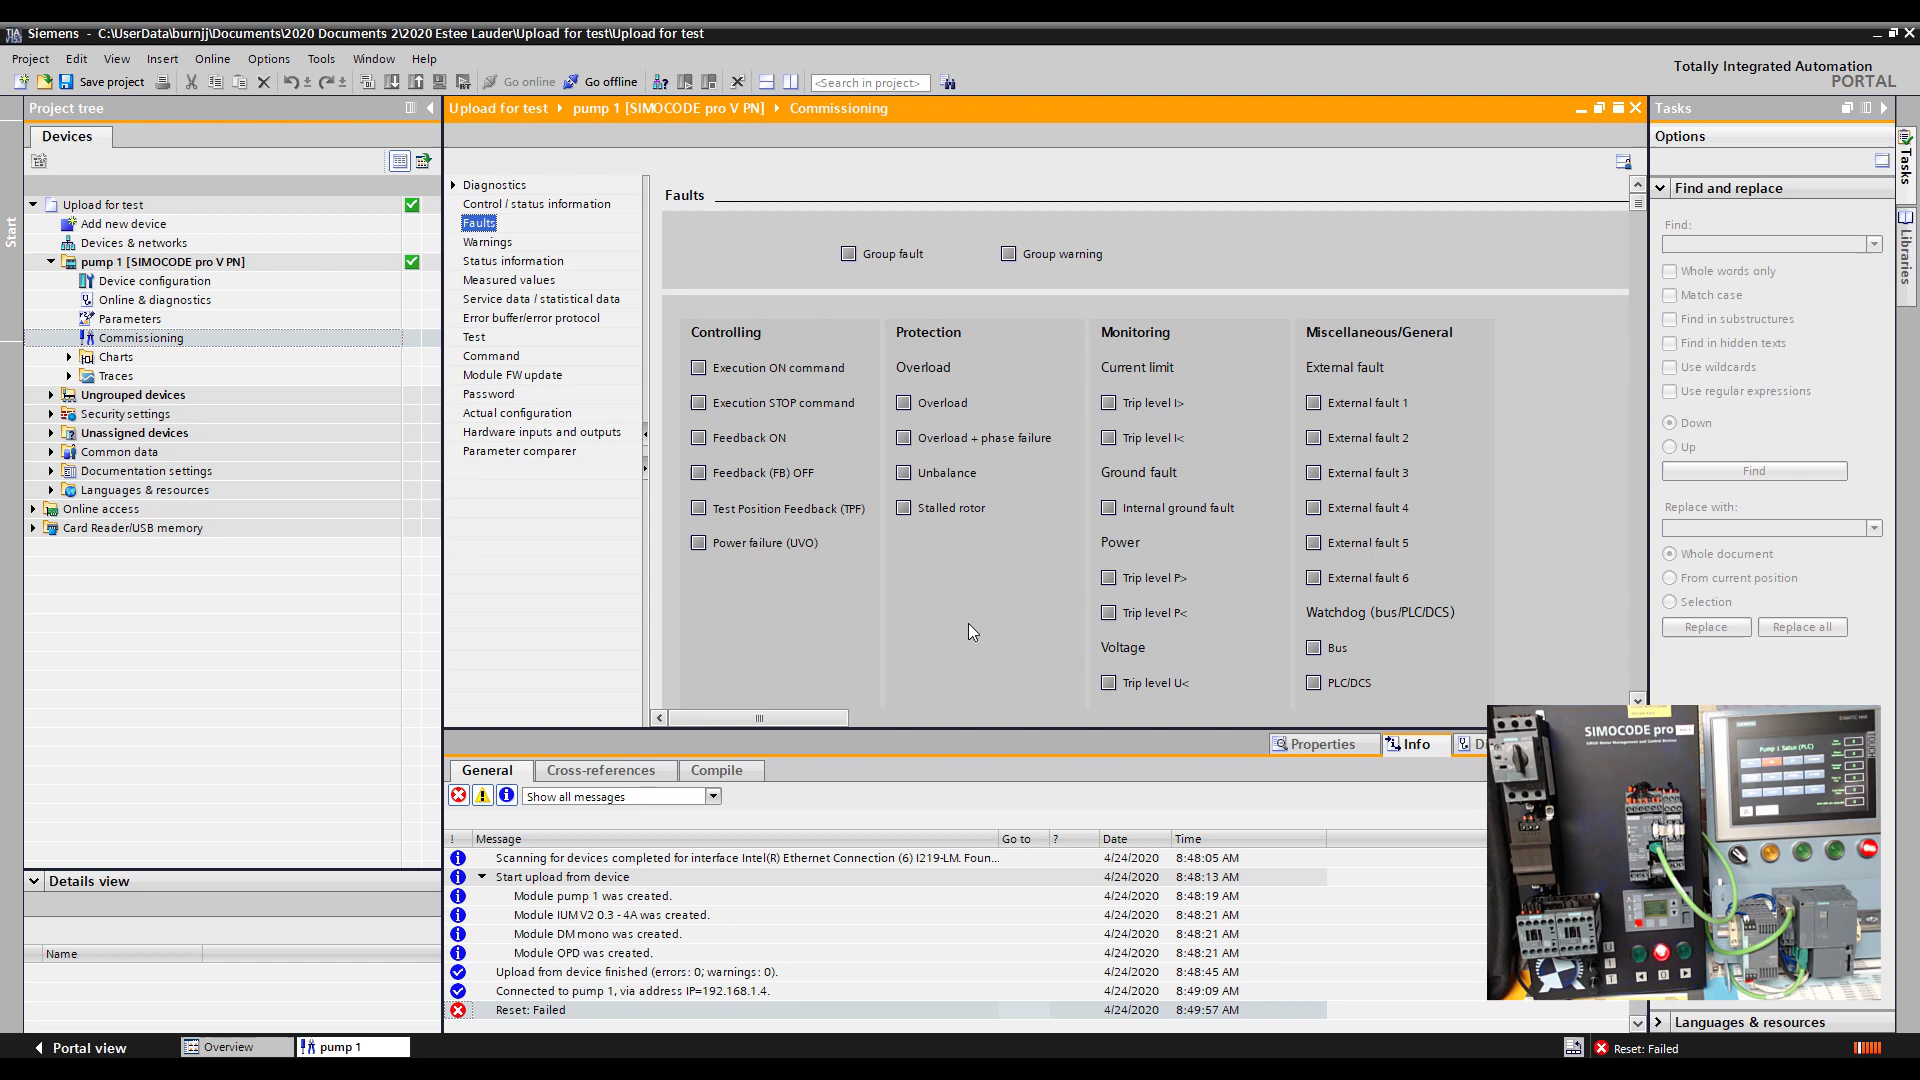 Siemens - C:\UserData\burnjj\Documents\2020 Documents 2\2020 Estee Lauder\Upload for test\Upload for test
Project Edit View Insert Online Options Tools Window Help
Totally Integrated Automation
PORTAL
Save project
Go online
Go offline
<Search in project>
Project tree
Upload for test
pump 1 [SIMOCODE pro V PN]
Commissioning
Tasks
Devices
Options
Start
Upload for test
Add new device
Devices & networks
pump 1 [SIMOCODE pro V PN]
Device configuration
Online & diagnostics
Parameters
Commissioning
Charts
Traces
Ungrouped devices
Security settings
Unassigned devices
Common data
Documentation settings
Languages & resources
Online access
Card Reader/USB memory
Details view
Name
Diagnostics
Control / status information
Faults
Warnings
Status information
Measured values
Service data / statistical data
Error buffer/error protocol
Test
Command
Module FW update
Password
Actual configuration
Hardware inputs and outputs
Parameter comparer
Faults
Group fault
Group warning
Controlling
Execution ON command
Execution STOP command
Feedback ON
Feedback (FB) OFF
Test Position Feedback (TPF)
Power failure (UVO)
Protection
Overload
Overload
Overload + phase failure
Unbalance
Stalled rotor
Monitoring
Current limit
Trip level I>
Trip level I<
Ground fault
Internal ground fault
Power
Trip level P>
Trip level P<
Voltage
Trip level U<
Miscellaneous/General
External fault
External fault 1
External fault 2
External fault 3
External fault 4
External fault 5
External fault 6
Watchdog (bus/PLC/DCS)
Bus
PLC/DCS
Find and replace
Find:
Whole words only
Match case
Find in substructures
Find in hidden texts
Use wildcards
Use regular expressions
Down
Up
Find
Replace with:
Whole document
From current position
Selection
Replace
Replace all
Languages & resources
Tasks
Libraries
Properties
Info
D
General
Cross-references
Compile
Show all messages
! Message Go to ? Date Time
Scanning for devices completed for interface Intel(R) Ethernet Connection (6) I219-LM. Foun... 4/24/2020 8:48:05 AM
Start upload from device 4/24/2020 8:48:13 AM
Module pump 1 was created. 4/24/2020 8:48:19 AM
Module IUM V2 0.3 - 4A was created. 4/24/2020 8:48:21 AM
Module DM mono was created. 4/24/2020 8:48:21 AM
Module OPD was created. 4/24/2020 8:48:21 AM
Upload from device finished (errors: 0; warnings: 0). 4/24/2020 8:48:45 AM
Connected to pump 1, via address IP=192.168.1.4. 4/24/2020 8:49:09 AM
Reset: Failed 4/24/2020 8:49:57 AM
SIMOCODE pro
SIMATIC HMI
Pump 1 Satus (PLC)
Portal view
Overview
pump 1
Reset: Failed